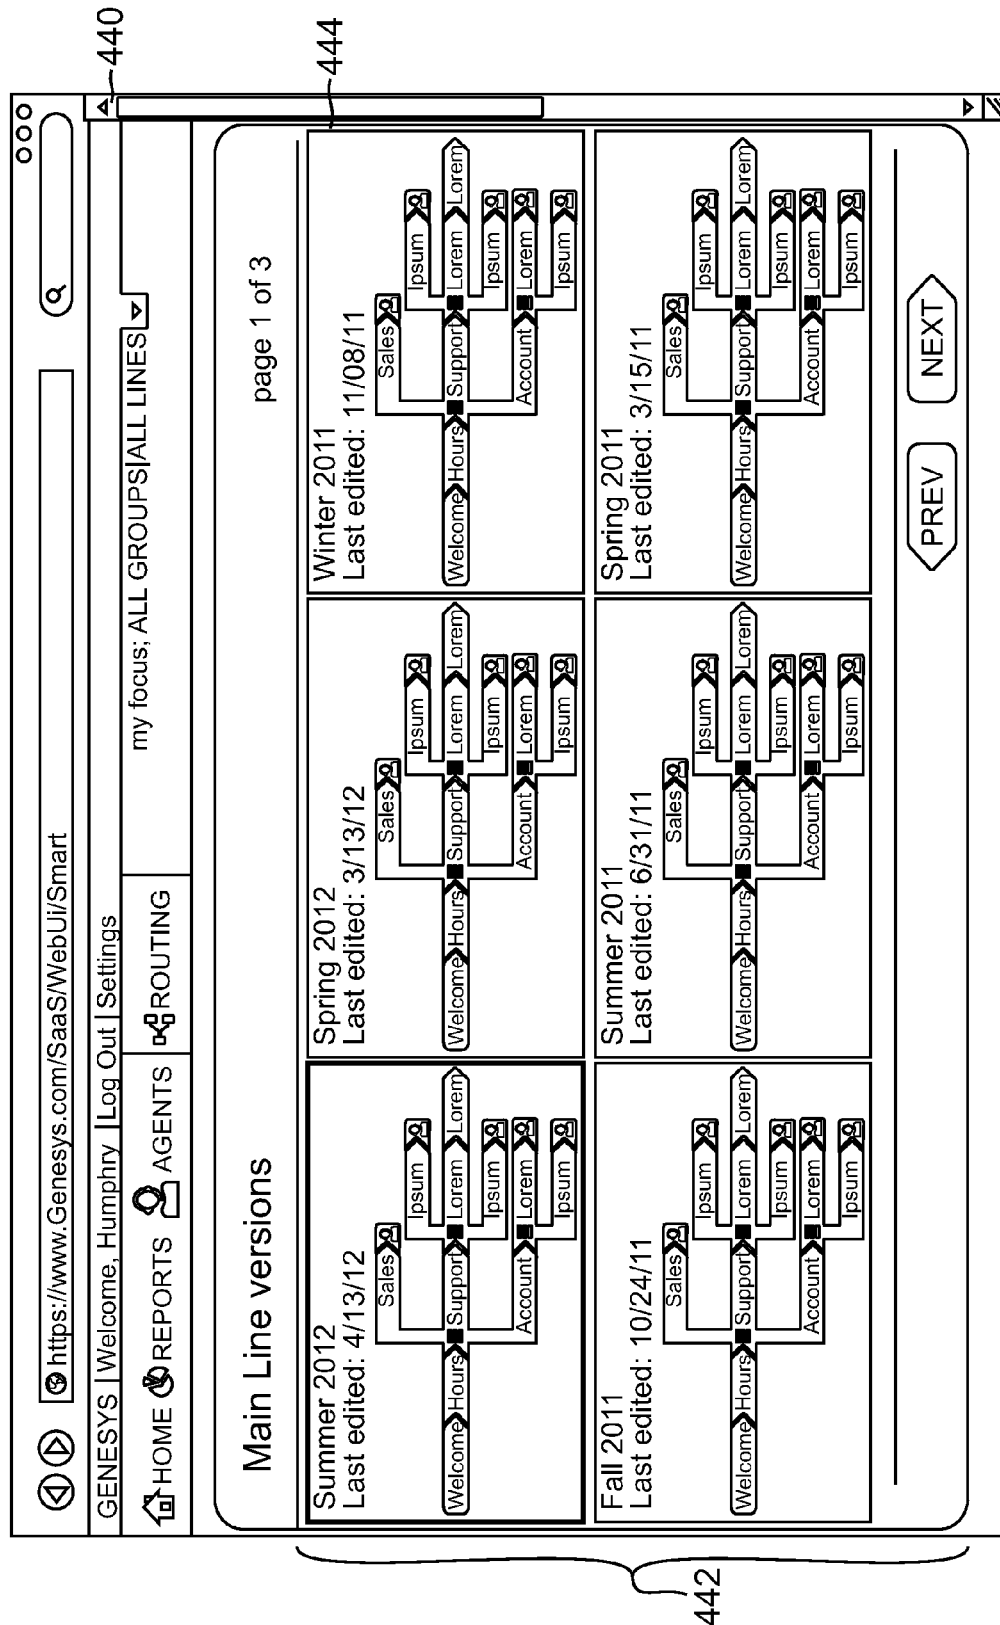 https://www.Genesys.com/SaaS/WebUi/Smart
GENESYS | Welcome, Humphry | Log Out | Settings
HOME REPORTS AGENTS ROUTING
my focus; ALL GROUPS|ALL LINES
440
Main Line versions
page 1 of 3
444
442
Summer 2012
Last edited: 4/13/12
Welcome Hours Support Lorem Lorem
Sales
Ipsum
Ipsum
Account Lorem
Ipsum
Spring 2012
Last edited: 3/13/12
Welcome Hours Support Lorem Lorem
Sales
Ipsum
Ipsum
Account Lorem
Ipsum
Winter 2011
Last edited: 11/08/11
Welcome Hours Support Lorem Lorem
Sales
Ipsum
Ipsum
Account Lorem
Ipsum
Fall 2011
Last edited: 10/24/11
Welcome Hours Support Lorem Lorem
Sales
Ipsum
Ipsum
Account Lorem
Ipsum
Summer 2011
Last edited: 6/31/11
Welcome Hours Support Lorem Lorem
Sales
Ipsum
Ipsum
Account Lorem
Ipsum
Spring 2011
Last edited: 3/15/11
Welcome Hours Support Lorem Lorem
Sales
Ipsum
Ipsum
Account Lorem
Ipsum
PREV
NEXT